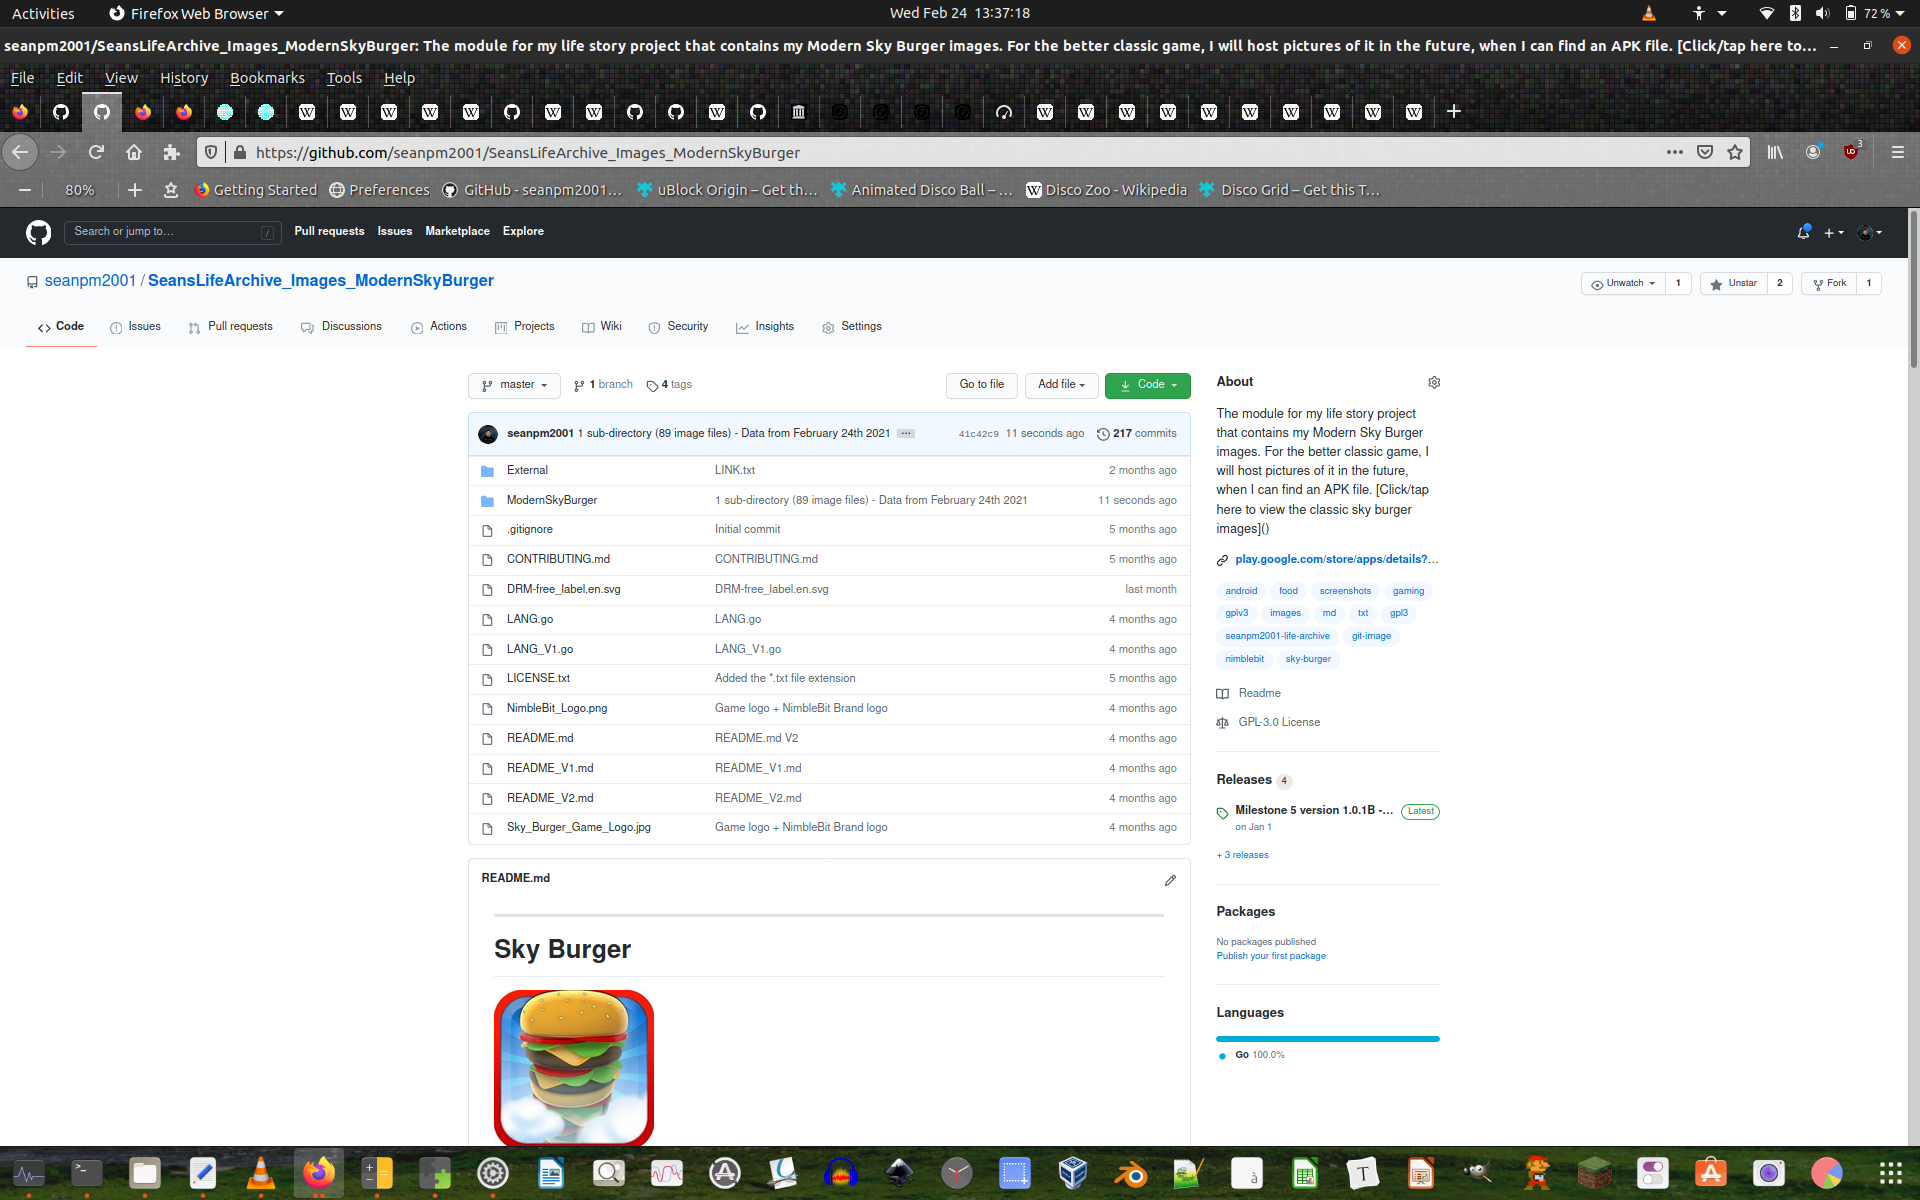 Activities
Firefox Web Browser
Wed Feb 24 13:37:18
72 %
seanpm2001/SeansLifeArchive_Images_ModernSkyBurger: The module for my life story project that contains my Modern Sky Burger images. For the better classic game, I will host pictures of it in the future, when I can find an APK file. [Click/tap here to…
File Edit View History Bookmarks Tools Help
https://github.com/seanpm2001/SeansLifeArchive_Images_ModernSkyBurger
3
80%
Getting Started
Preferences
GitHub - seanpm2001…
uBlock Origin – Get th…
Animated Disco Ball – …
Disco Zoo - Wikipedia
Disco Grid – Get this T…
Search or jump to…
/
Pull requests Issues Marketplace Explore
seanpm2001 / SeansLifeArchive_Images_ModernSkyBurger
Unwatch 1
Unstar 2
Fork 1
Code
Issues
Pull requests
Discussions
Actions
Projects
Wiki
Security
Insights
Settings
master
1 branch
4 tags
Go to file
Add file
Code
seanpm2001 1 sub-directory (89 image files) - Data from February 24th 2021 ... 41c42c9 11 seconds ago 217 commits
External LINK.txt 2 months ago
ModernSkyBurger 1 sub-directory (89 image files) - Data from February 24th 2021 11 seconds ago
.gitignore Initial commit 5 months ago
CONTRIBUTING.md CONTRIBUTING.md 5 months ago
DRM-free_label.en.svg DRM-free_label.en.svg last month
LANG.go LANG.go 4 months ago
LANG_V1.go LANG_V1.go 4 months ago
LICENSE.txt Added the *.txt file extension 5 months ago
NimbleBit_Logo.png Game logo + NimbleBit Brand logo 4 months ago
README.md README.md V2 4 months ago
README_V1.md README_V1.md 4 months ago
README_V2.md README_V2.md 4 months ago
Sky_Burger_Game_Logo.jpg Game logo + NimbleBit Brand logo 4 months ago
README.md
Sky Burger
About
The module for my life story project
that contains my Modern Sky Burger
images. For the better classic game, I
will host pictures of it in the future,
when I can find an APK file. [Click/tap
here to view the classic sky burger
images]()
play.google.com/store/apps/details?…
android food screenshots gaming
gplv3 images md txt gpl3
seanpm2001-life-archive git-image
nimblebit sky-burger
Readme
GPL-3.0 License
Releases 4
Milestone 5 version 1.0.1B -… Latest
on Jan 1
+ 3 releases
Packages
No packages published
Publish your first package
Languages
Go 100.0%